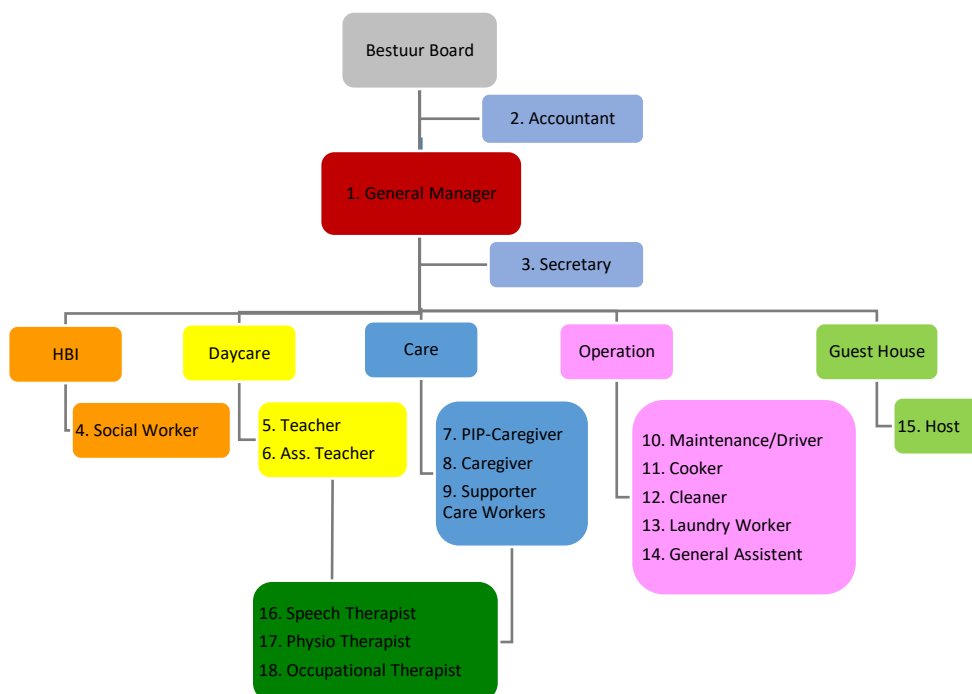 Bestuur Board
2. Accountant
1. General Manager
3. Secretary
HBI
Daycare
Care
Operation
Guest House
4. Social Worker
5. Teacher
6. Ass. Teacher
7. PIP-Caregiver
8. Caregiver
9. Supporter
Care Workers
10. Maintenance/Driver
11. Cooker
12. Cleaner
13. Laundry Worker
14. General Assistent
15. Host
16. Speech Therapist
17. Physio Therapist
18. Occupational Therapist